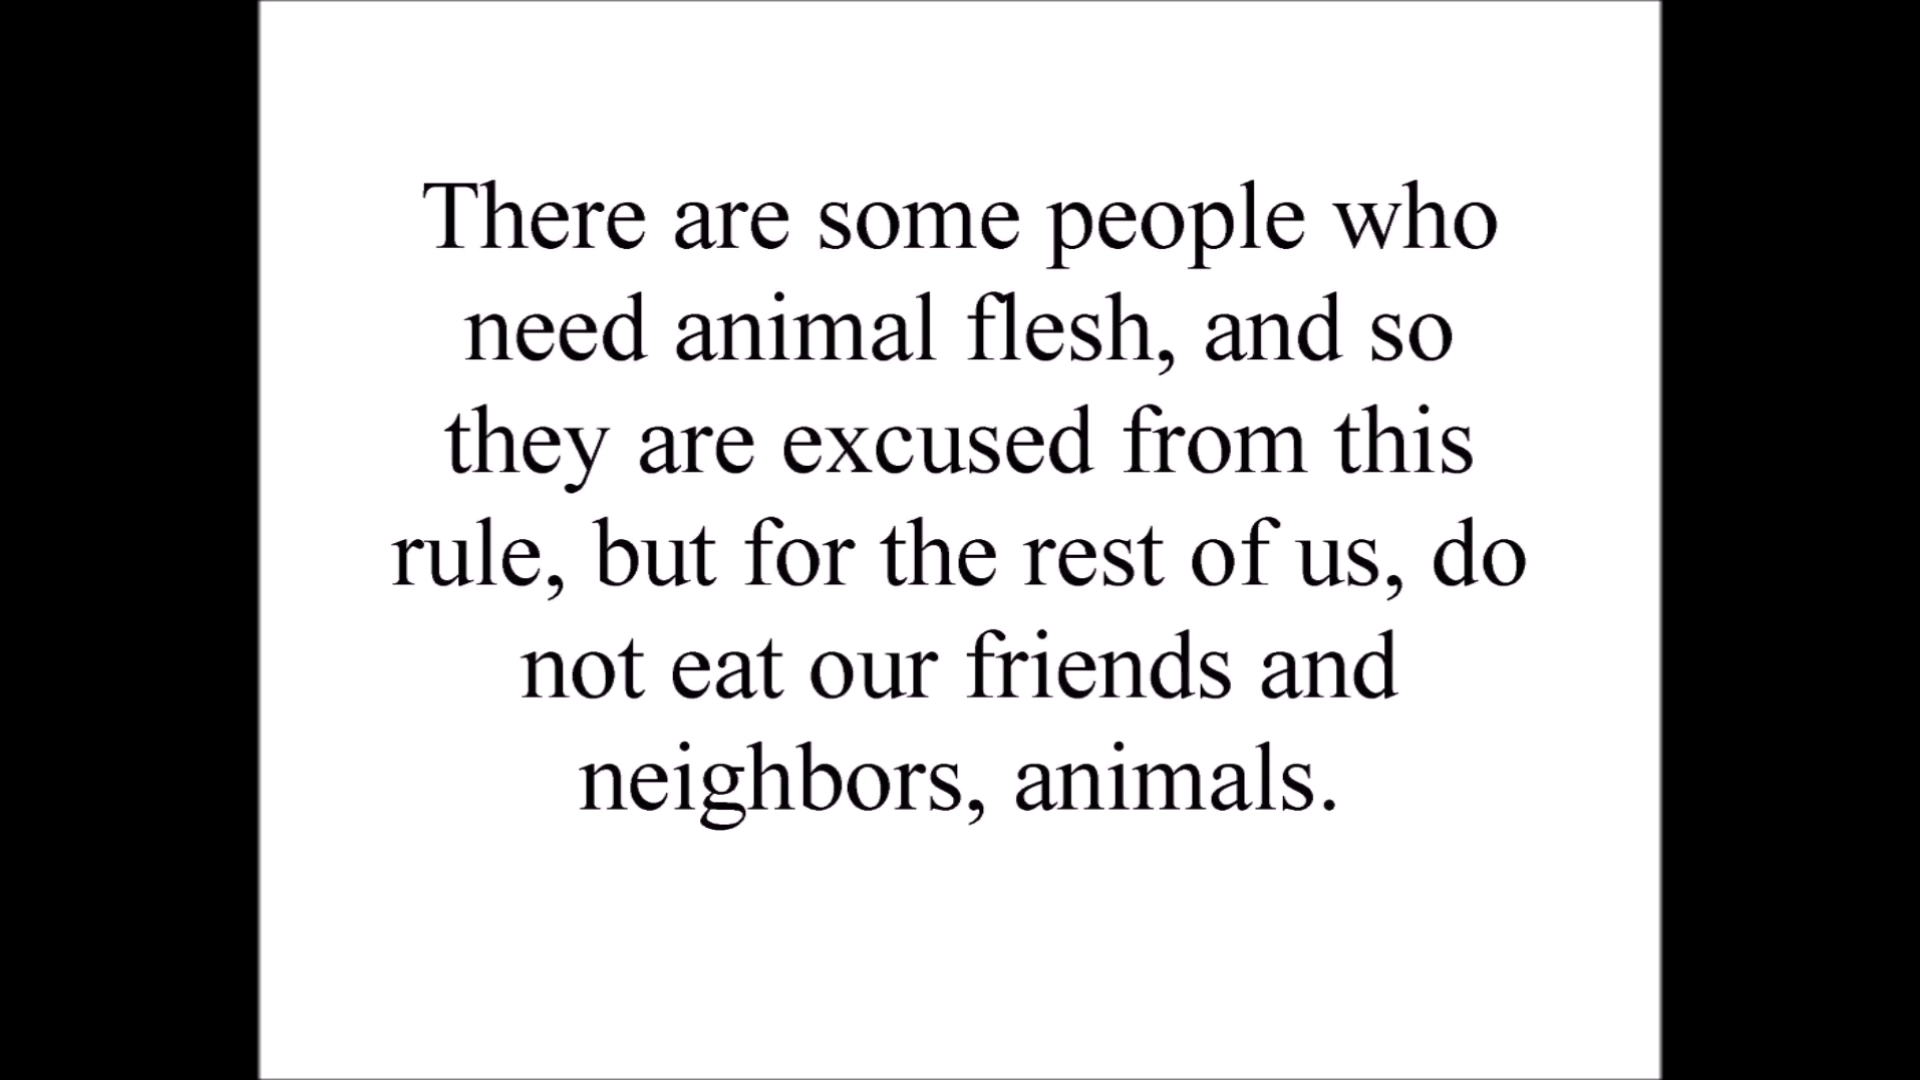 There are some people who
need animal flesh, and so
they are excused from this
rule, but for the rest of us, do
not eat our friends and
neighbors, animals.